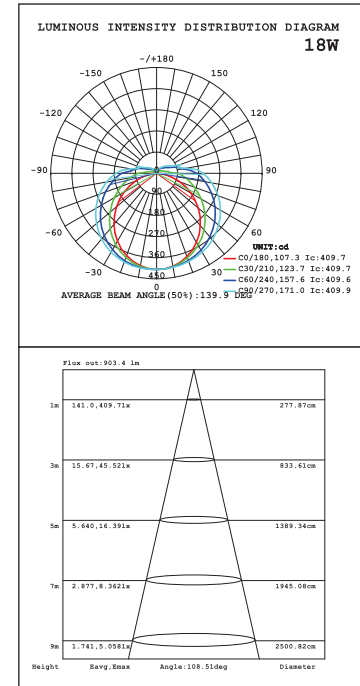 LUMINOUS INTENSITY DISTRIBUTION DIAGRAM
18W
-/+180
-150 150
-120 120
-90 90
-60 60
-30 30
0
90
180
270
360
450
UNIT:cd
C0/180,107.3 Ic:409.7
C30/210,123.7 Ic:409.7
C60/240,157.6 Ic:409.6
C90/270,171.0 Ic:409.9
AVERAGE BEAM ANGLE(50%):139.9 DEG
Flux out:903.4 lm
1m 141.0,409.7lx 277.87cm
3m 15.67,45.52lx 833.61cm
5m 5.640,16.39lx 1389.34cm
7m 2.877,8.362lx 1945.08cm
9m 1.741,5.058lx 2500.82cm
Height Eavg,Emax Angle:108.51deg Diameter